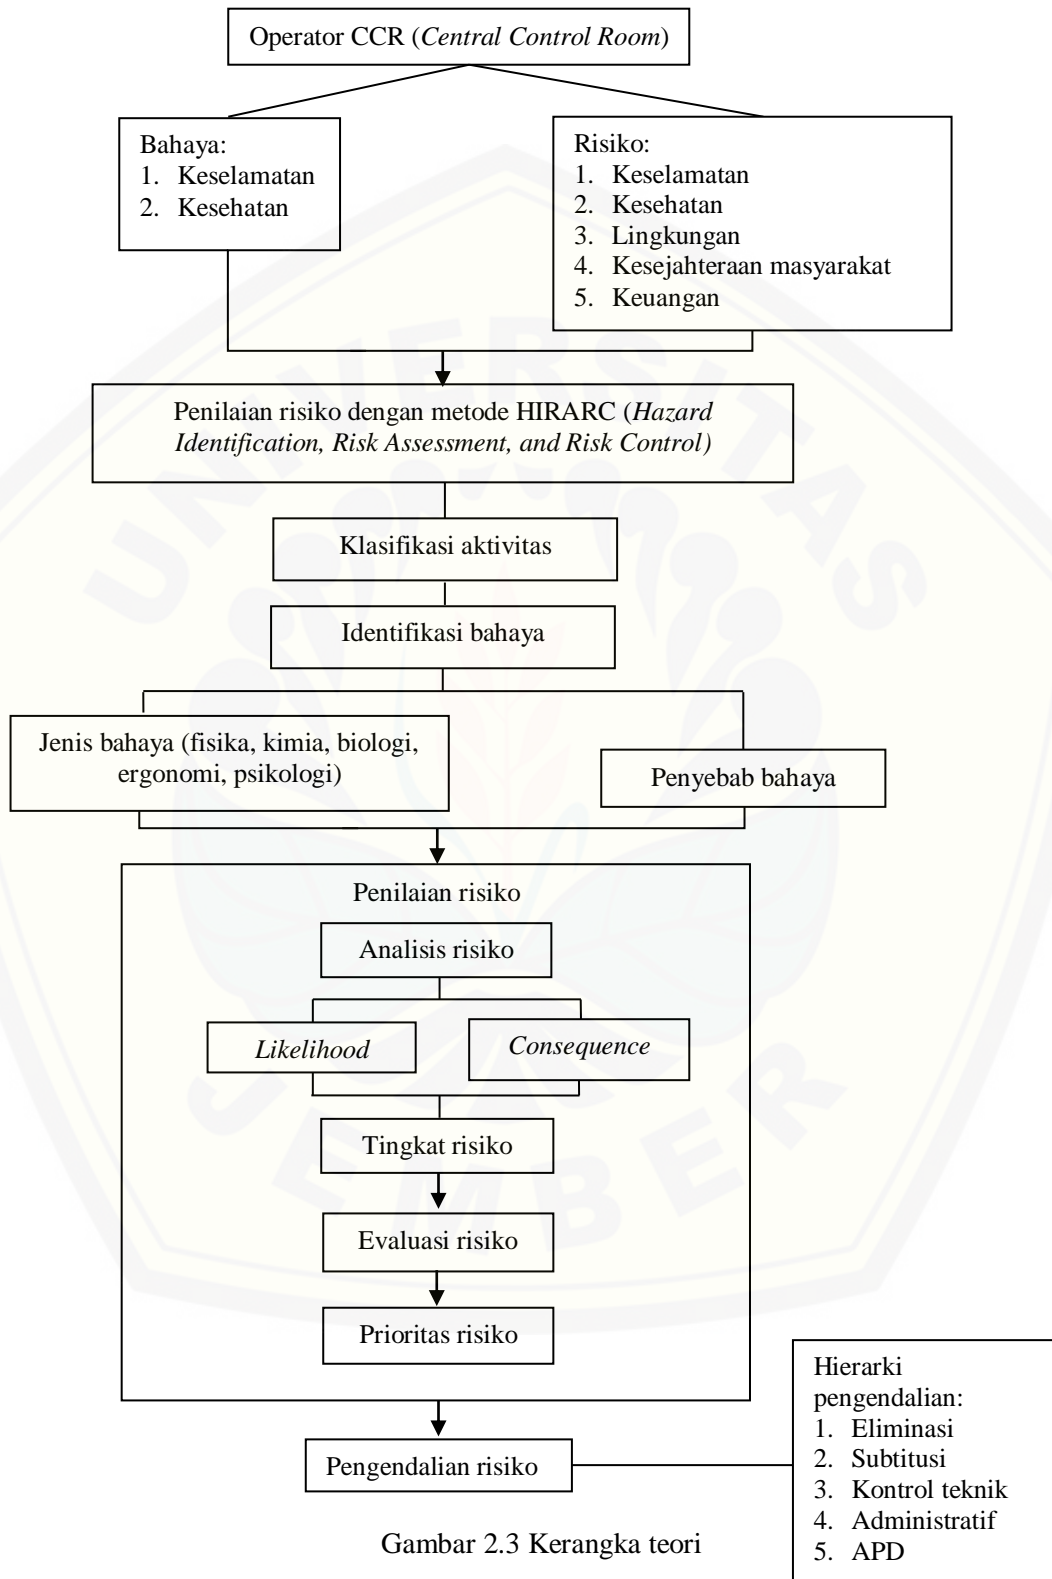 Operator CCR (Central Control Room)
Bahaya:
1. Keselamatan
2. Kesehatan
Risiko:
1. Keselamatan
2. Kesehatan
3. Lingkungan
4. Kesejahteraan masyarakat
5. Keuangan
Penilaian risiko dengan metode HIRARC (Hazard
Identification, Risk Assessment, and Risk Control)
Klasifikasi aktivitas
Identifikasi bahaya
Jenis bahaya (fisika, kimia, biologi,
ergonomi, psikologi)
Penyebab bahaya
Penilaian risiko
Analisis risiko
Likelihood
Consequence
Tingkat risiko
Evaluasi risiko
Prioritas risiko
Pengendalian risiko
Hierarki
pengendalian:
1. Eliminasi
2. Subtitusi
3. Kontrol teknik
4. Administratif
5. APD
Gambar 2.3 Kerangka teori
UNIVERSITAS
JEMBER